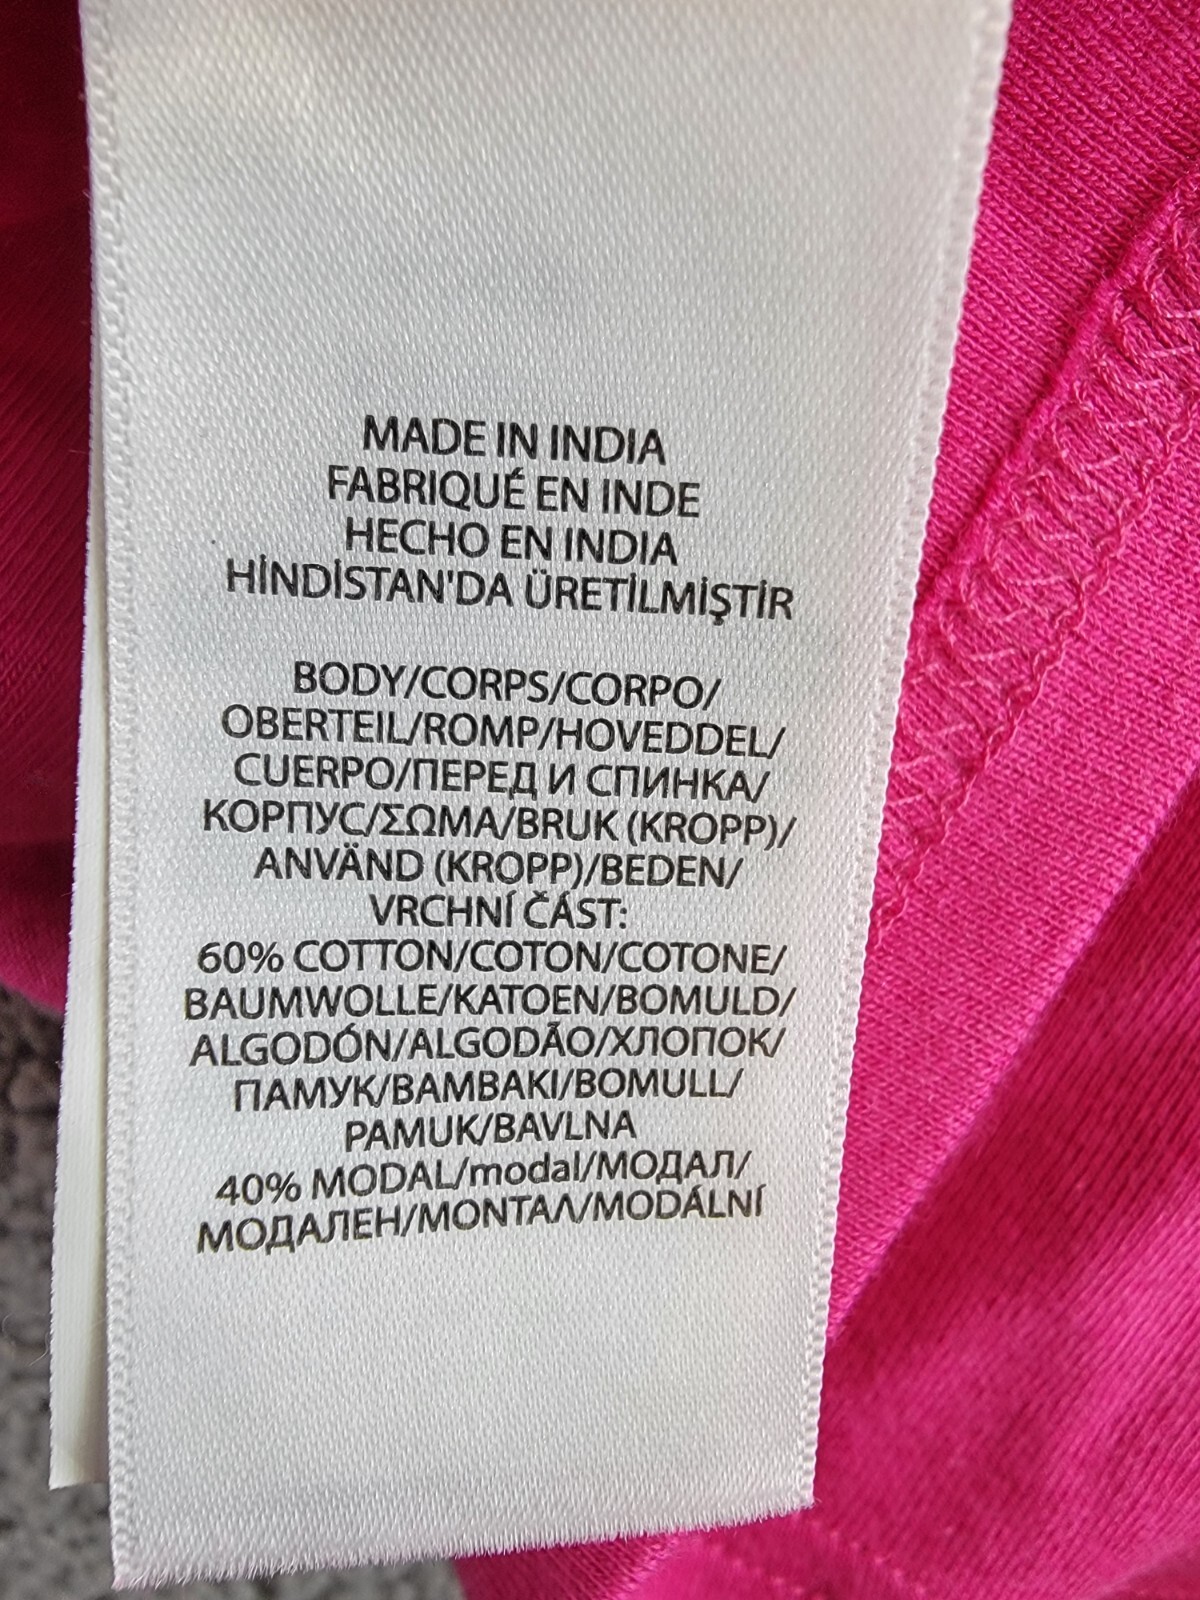 MADE IN INDIA
FABRIQUÉ EN INDE
HECHO EN INDIA
HİNDİSTAN'DA ÜRETİLMİŞTİR
BODY/CORPS/CORPO/
OBERTEIL/ROMP/HOVEDDEL/
CUERPO/ПЕРЕД И СПИНКА/
КОРПУС/ΣΩΜΑ/BRUK (KROPP)/
ANVÄND (KROPP)/BEDEN/
VRCHNÍ ČÁST:
60% COTTON/COTON/COTONE/
BAUMWOLLE/KATOEN/BOMULD/
ALGODÓN/ALGODÃO/ХЛОПОК/
ПАМУК/BAMBAKI/BOMULL/
PAMUK/BAVLNA
40% MODAL/modal/МОДАЛ/
МОДАЛЕН/ΜΟΝΤΑΛ/MODÁLNÍ